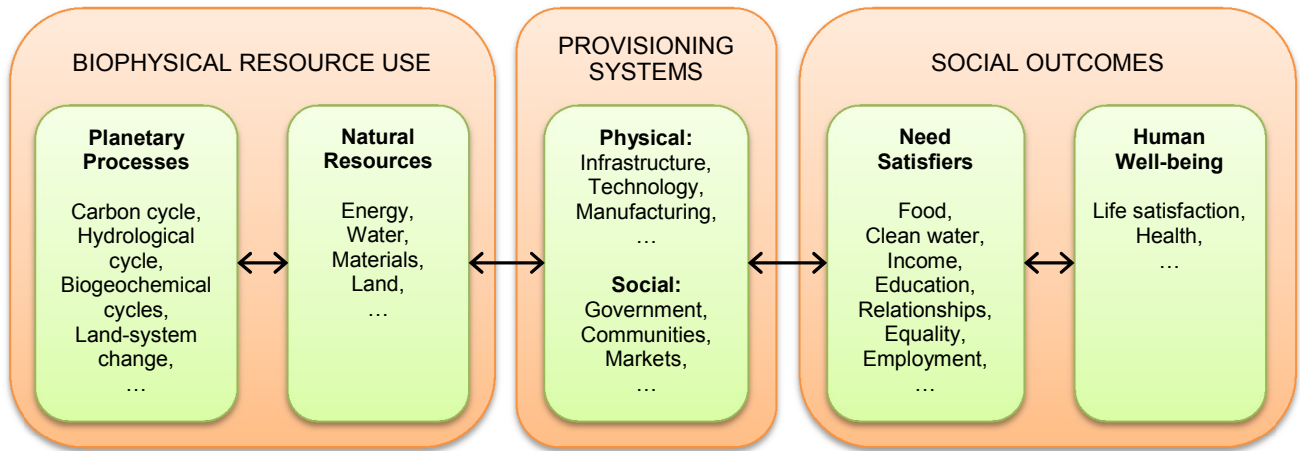 BIOPHYSICAL RESOURCE USE
Planetary
Processes
Carbon cycle,
Hydrological
cycle,
Biogeochemical
cycles,
Land-system
change,
…
Natural
Resources
Energy,
Water,
Materials,
Land,
…
PROVISIONING
SYSTEMS
Physical:
Infrastructure,
Technology,
Manufacturing,
…
Social:
Government,
Communities,
Markets,
…
SOCIAL OUTCOMES
Need
Satisfiers
Food,
Clean water,
Income,
Education,
Relationships,
Equality,
Employment,
…
Human
Well-being
Life satisfaction,
Health,
…